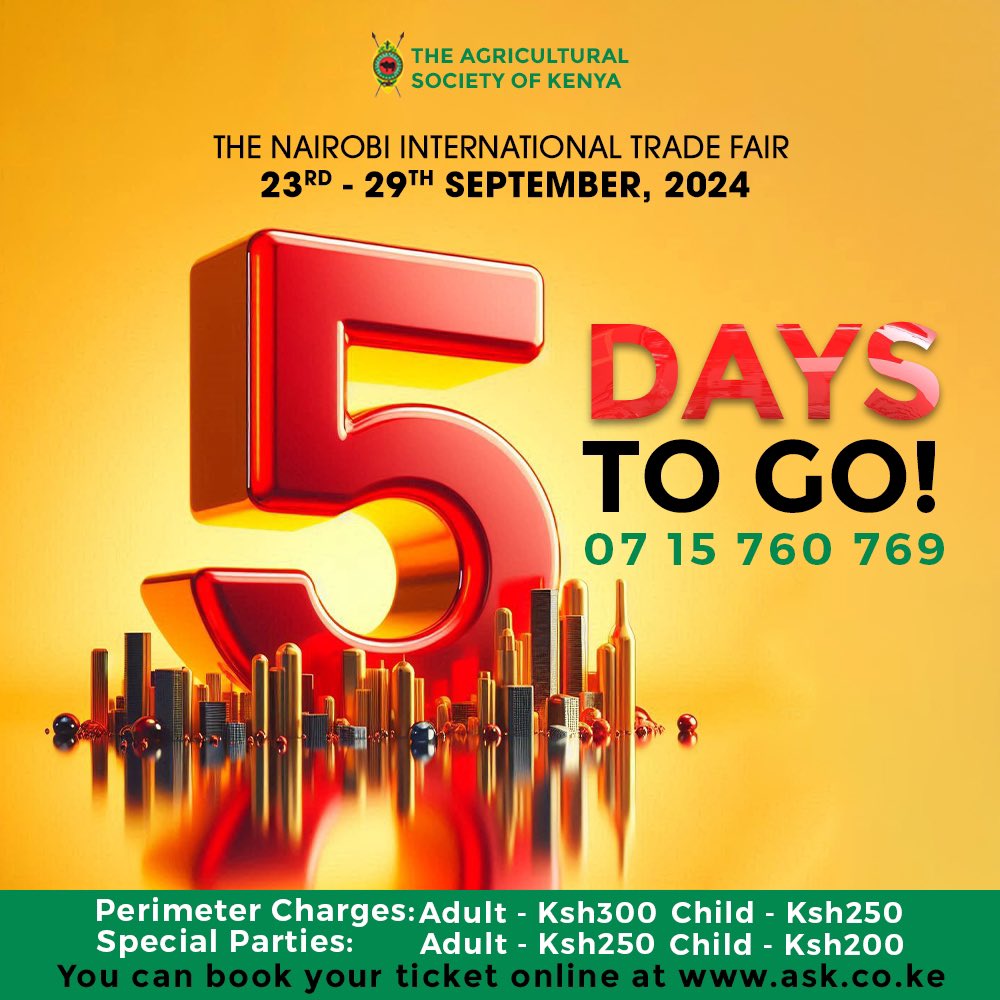 THE AGRICULTURAL
SOCIETY OF KENYA
THE NAIROBI INTERNATIONAL TRADE FAIR
23RD - 29TH SEPTEMBER, 2024
5
DAYS
TO GO!
07 15 760 769
Perimeter Charges: Adult - Ksh300 Child - Ksh250
Special Parties: Adult - Ksh250 Child - Ksh200
You can book your ticket online at www.ask.co.ke